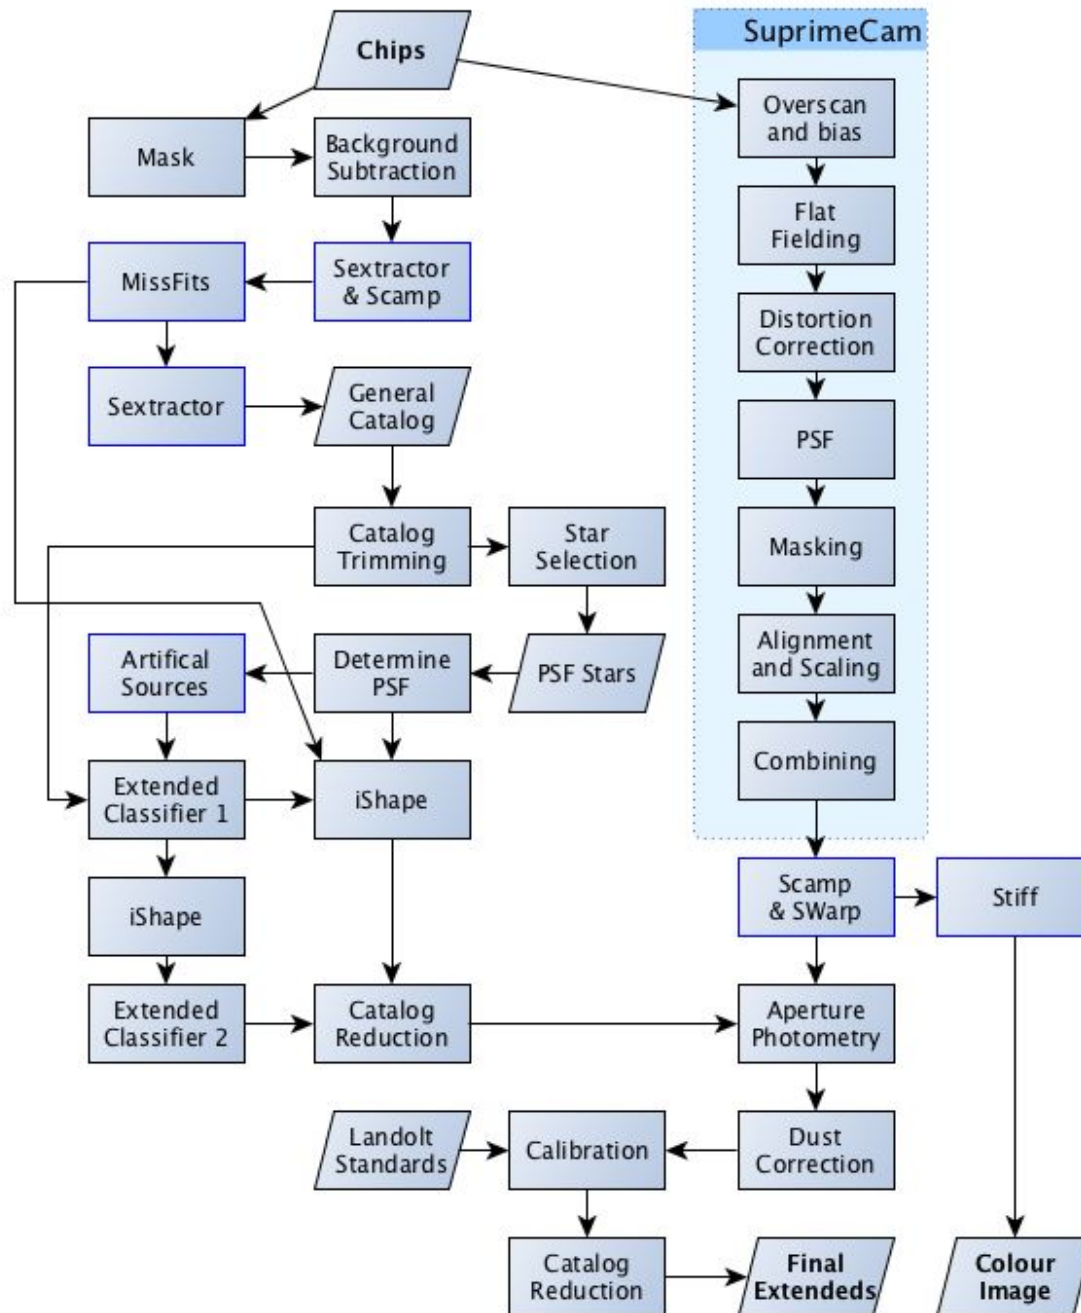 Chips
SuprimeCam
Overscan
and bias
Mask
Background
Subtraction
Flat
Fielding
MissFits
Sextractor
& Scamp
Distortion
Correction
Sextractor
General
Catalog
PSF
Catalog
Trimming
Star
Selection
Masking
Artifical
Sources
Determine
PSF
PSF Stars
Alignment
and Scaling
Extended
Classifier 1
iShape
Combining
iShape
Scamp
& SWarp
Stiff
Extended
Classifier 2
Catalog
Reduction
Aperture
Photometry
Landolt
Standards
Calibration
Dust
Correction
Catalog
Reduction
Final
Extendeds
Colour
Image